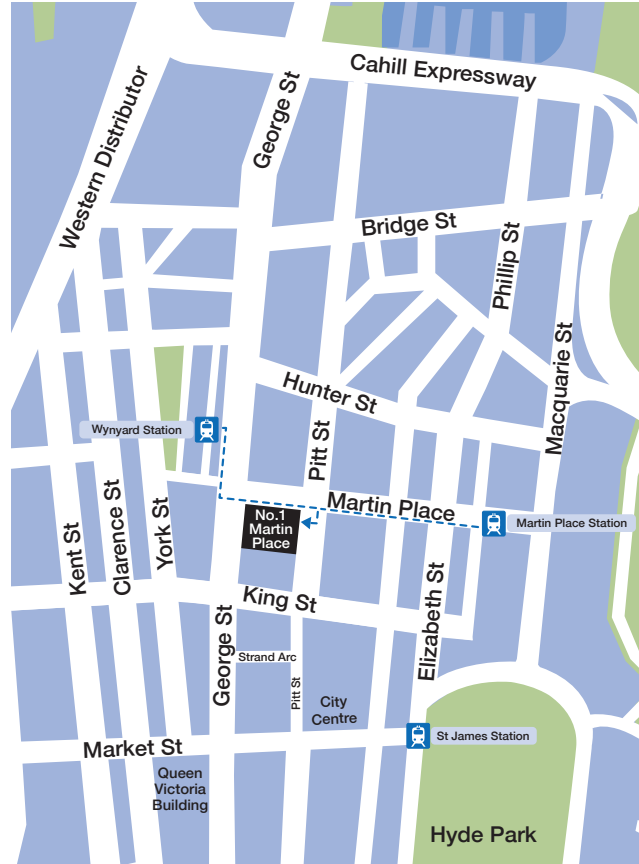 Cahill Expressway
George St
Western Distributor
Bridge St
Phillip St
Macquarie St
Hunter St
Wynyard Station
Pitt St
Martin Place
No.1
Martin
Place
Martin Place Station
Kent St
Clarence St
York St
King St
Elizabeth St
George St
Strand Arc
Pitt St
City
Centre
Market St
St James Station
Queen
Victoria
Building
Hyde Park